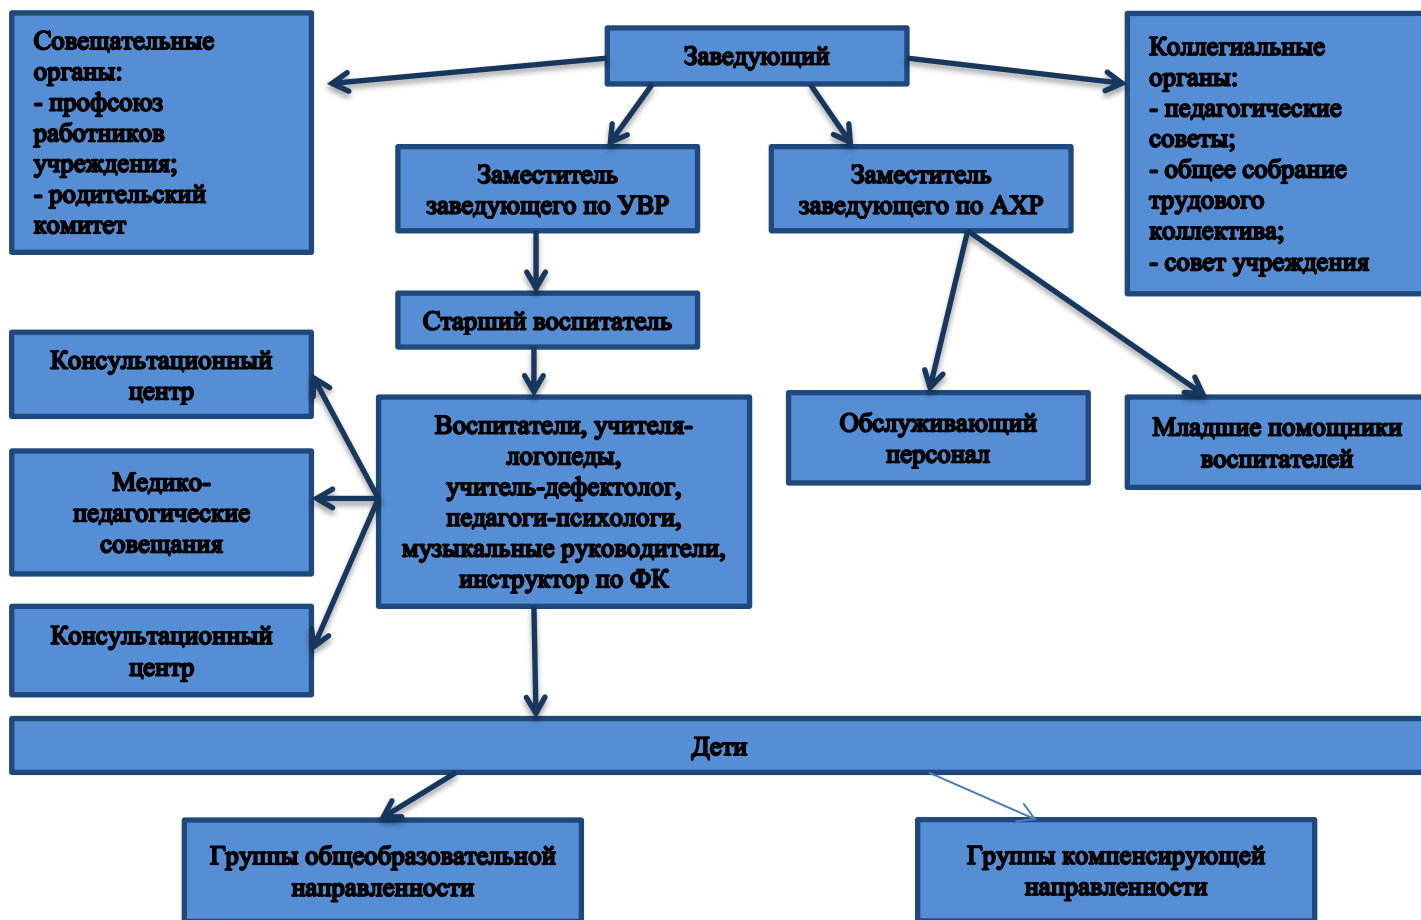 Совещательные
органы:
- профсоюз
работников
учреждения;
- родительский
комитет
Заведующий
Коллегиальные
органы:
- педагогические
советы;
- общее собрание
трудового
коллектива;
- совет учреждения
Заместитель
заведующего по УВР
Заместитель
заведующего по АХР
Старший воспитатель
Консультационный
центр
Медико-
педагогические
совещания
Консультационный
центр
Воспитатели, учителя-
логопеды,
учитель-дефектолог,
педагоги-психологи,
музыкальные руководители,
инструктор по ФК
Обслуживающий
персонал
Младшие помощники
воспитателей
Дети
Группы общеобразовательной
направленности
Группы компенсирующей
направленности